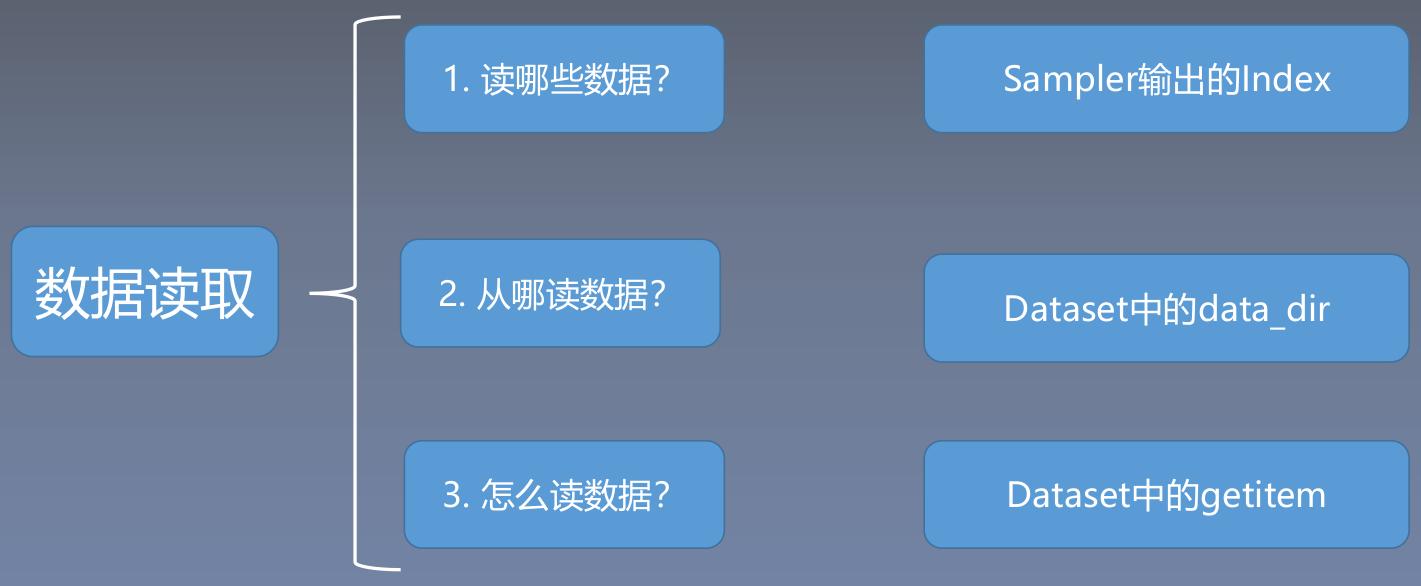 数据读取
1. 读哪些数据？
Sampler输出的Index
2. 从哪读数据？
Dataset中的data_dir
3. 怎么读数据？
Dataset中的getitem